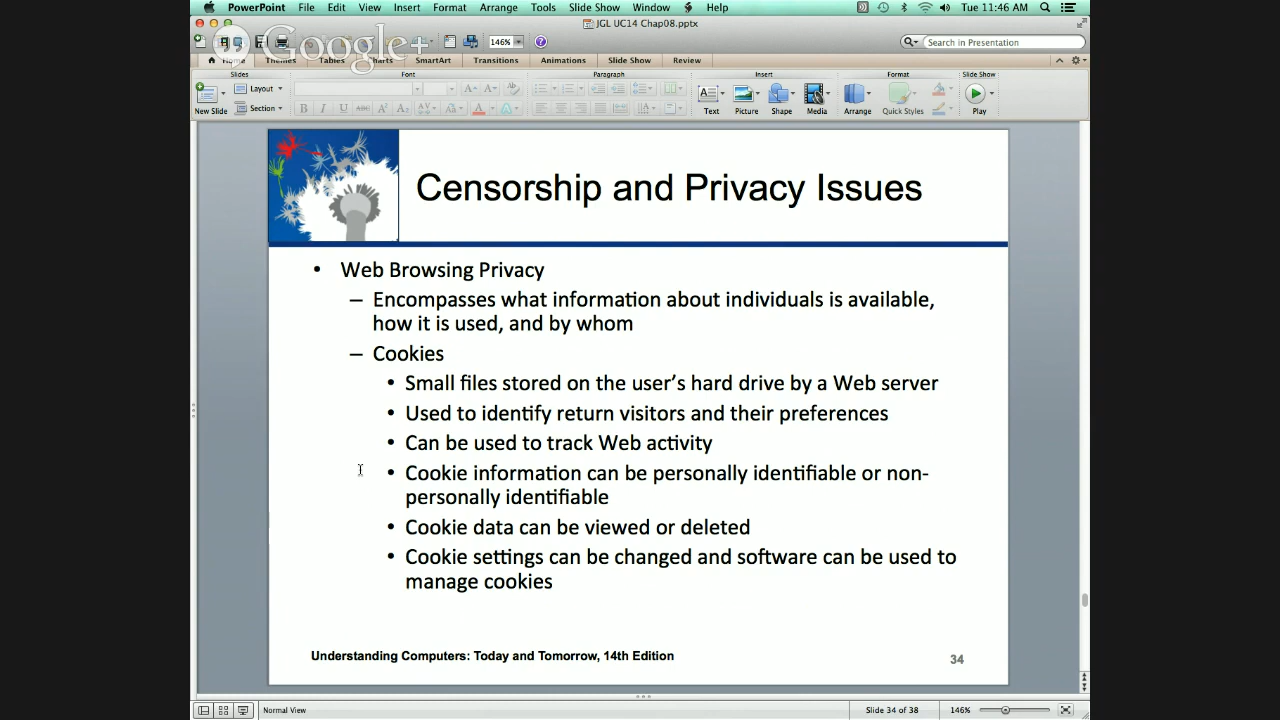 PowerPoint File Edit View Insert Format Arrange Tools Slide Show Window Help Tue 11:46 AM
JGL UC14 Chap08.pptx
Google+
146% Search in Presentation
Home Themes Tables Charts SmartArt Transitions Animations Slide Show Review
Slides Font Paragraph Insert Format Slide Show
Layout
Section
New Slide Text Picture Shape Media Arrange Quick Styles Play
Censorship and Privacy Issues
• Web Browsing Privacy
– Encompasses what information about individuals is available,
how it is used, and by whom
– Cookies
• Small files stored on the user’s hard drive by a Web server
• Used to identify return visitors and their preferences
• Can be used to track Web activity
• Cookie information can be personally identifiable or non-
personally identifiable
• Cookie data can be viewed or deleted
• Cookie settings can be changed and software can be used to
manage cookies
Understanding Computers: Today and Tomorrow, 14th Edition 34
Normal View Slide 34 of 38 146%